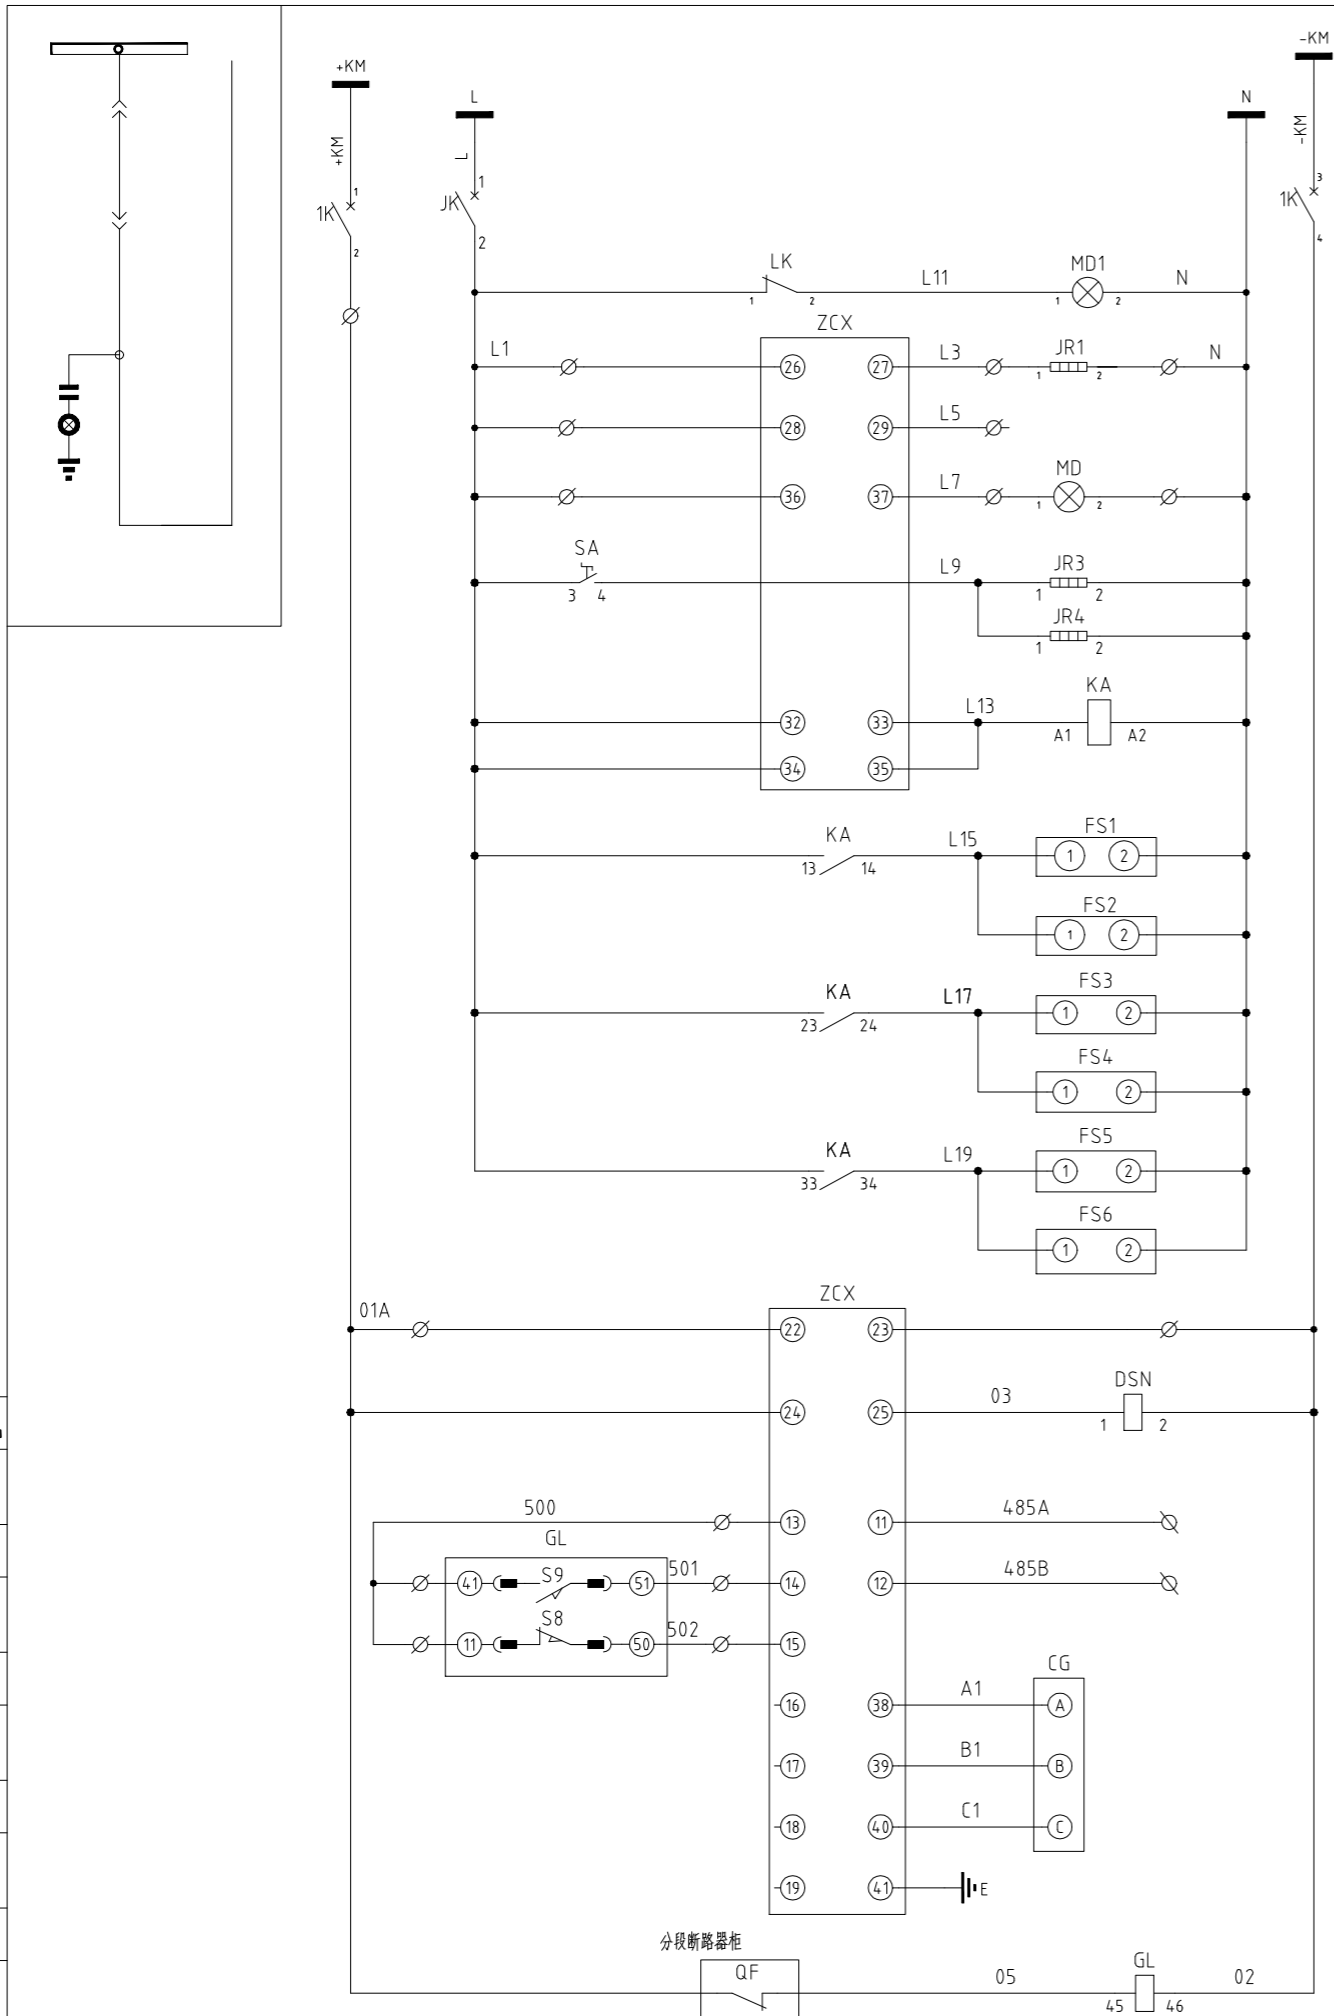 -KM
+KM
L N
+KM L -KM
1 1 3
1K JK 1K
2 2 4
LK L11 MD1 N
1 2 1 2
ZCX
L1 26 27 L3 JR1 N
1 2
28 29 L5
36 37 L7 MD
1 2
SA L9 JR3
3 4 1 2
JR4
1 2
KA
32 33 L13
A1 A2
34 35
KA L15 FS1
13 14 1 2
FS2
1 2
KA L17 FS3
23 24 1 2
FS4
1 2
KA L19 FS5
33 34 1 2
FS6
1 2
ZCX
01A 22 23
DSN
24 25 03
1 2
500 13 11 485A
GL
41 S9 51 501 14 12 485B
11 S8 50 502 15
CG
16 38 A1 A
17 39 B1 B
18 40 C1 C
19 41 E
分段断路器柜
QF 05 GL 02
45 46